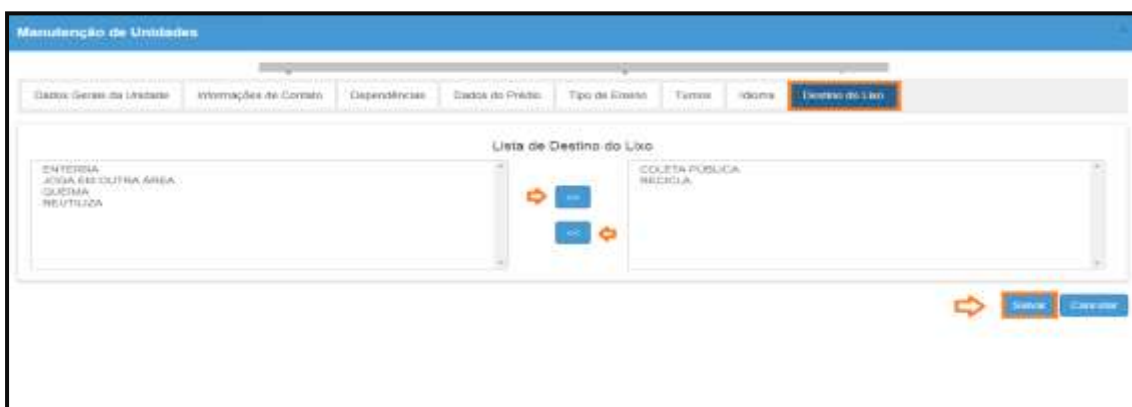 Manutenção de Unidades
Dados Gerais da Unidade Informações de Contato Dependências Dados do Prédio Tipo de Ensino Turnos Idioma Destino do Lixo
Lista de Destino do Lixo
ENTERRA
JOGA EM OUTRA ÁREA
QUEIMA
REUTILIZA
COLETA PÚBLICA
RECICLA
>>
<<
Salvar Cancelar